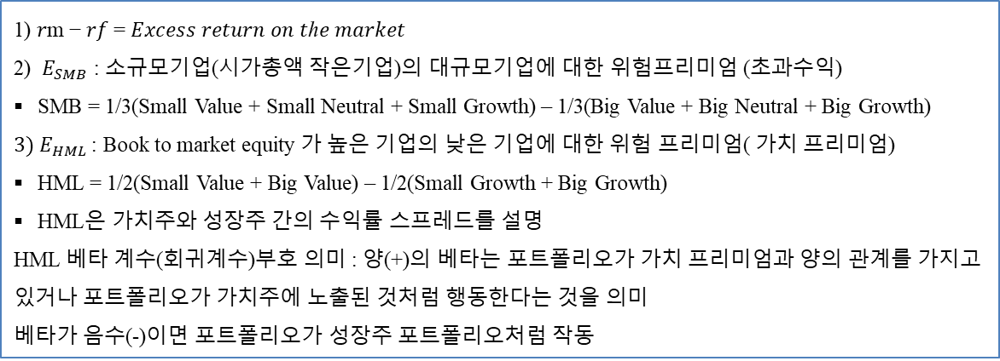 1) rm − rf = Excess return on the market
2) E_SMB : 소규모기업(시가총액 작은기업)의 대규모기업에 대한 위험프리미엄 (초과수익)
▪ SMB = 1/3(Small Value + Small Neutral + Small Growth) – 1/3(Big Value + Big Neutral + Big Growth)
3) E_HML : Book to market equity 가 높은 기업의 낮은 기업에 대한 위험 프리미엄( 가치 프리미엄)
▪ HML = 1/2(Small Value + Big Value) – 1/2(Small Growth + Big Growth)
▪ HML은 가치주와 성장주 간의 수익률 스프레드를 설명
HML 베타 계수(회귀계수)부호 의미 : 양(+)의 베타는 포트폴리오가 가치 프리미엄과 양의 관계를 가지고
있거나 포트폴리오가 가치주에 노출된 것처럼 행동한다는 것을 의미
베타가 음수(-)이면 포트폴리오가 성장주 포트폴리오처럼 작동